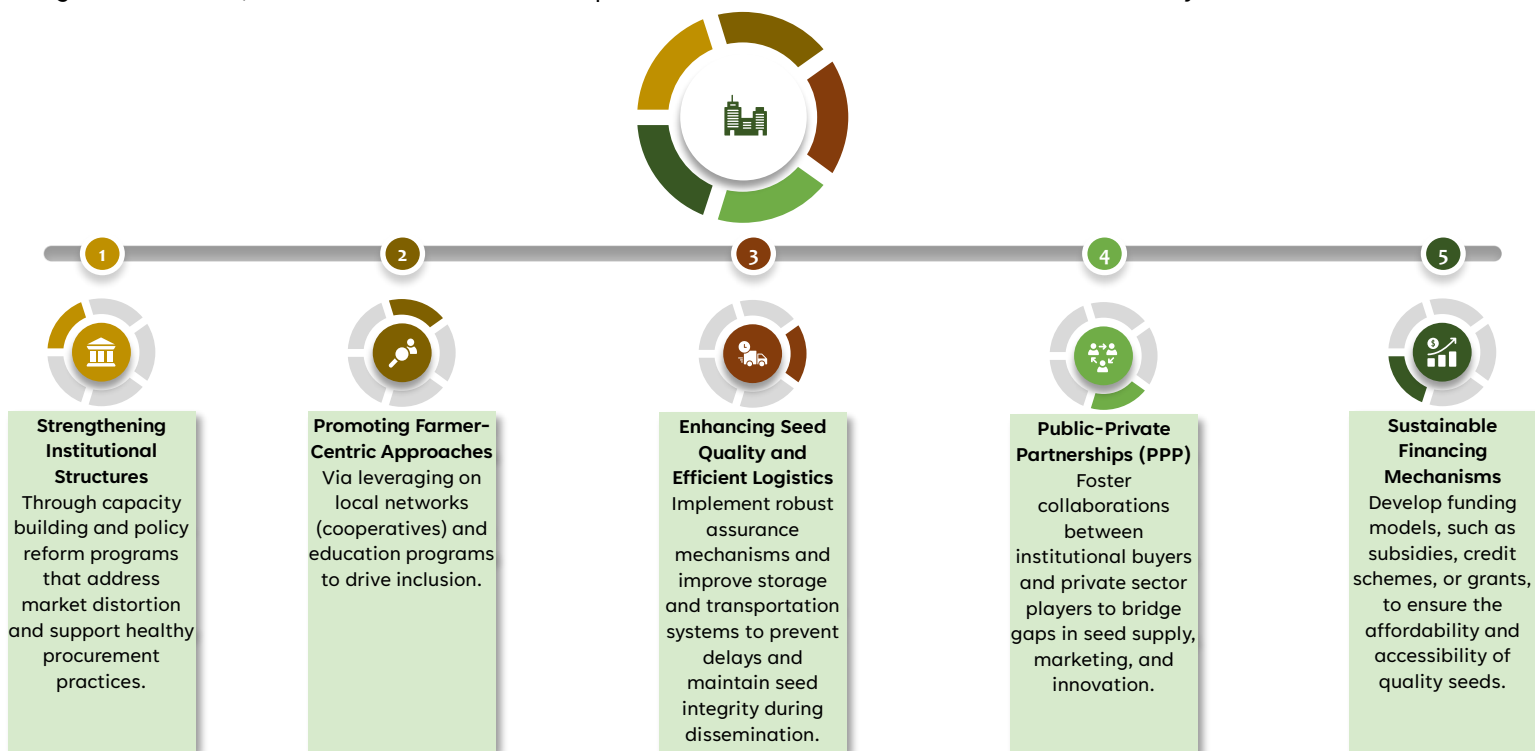 1
2
3
4
5
Strengthening
Institutional
Structures
Through capacity
building and policy
reform programs
that address
market distortion
and support healthy
procurement
practices.
Promoting Farmer-
Centric Approaches
Via leveraging on
local networks
(cooperatives) and
education programs
to drive inclusion.
Enhancing Seed
Quality and
Efficient Logistics
Implement robust
assurance
mechanisms and
improve storage
and transportation
systems to prevent
delays and
maintain seed
integrity during
dissemination.
Public-Private
Partnerships (PPP)
Foster
collaborations
between
institutional buyers
and private sector
players to bridge
gaps in seed supply,
marketing, and
innovation.
Sustainable
Financing
Mechanisms
Develop funding
models, such as
subsidies, credit
schemes, or grants,
to ensure the
affordability and
accessibility of
quality seeds.